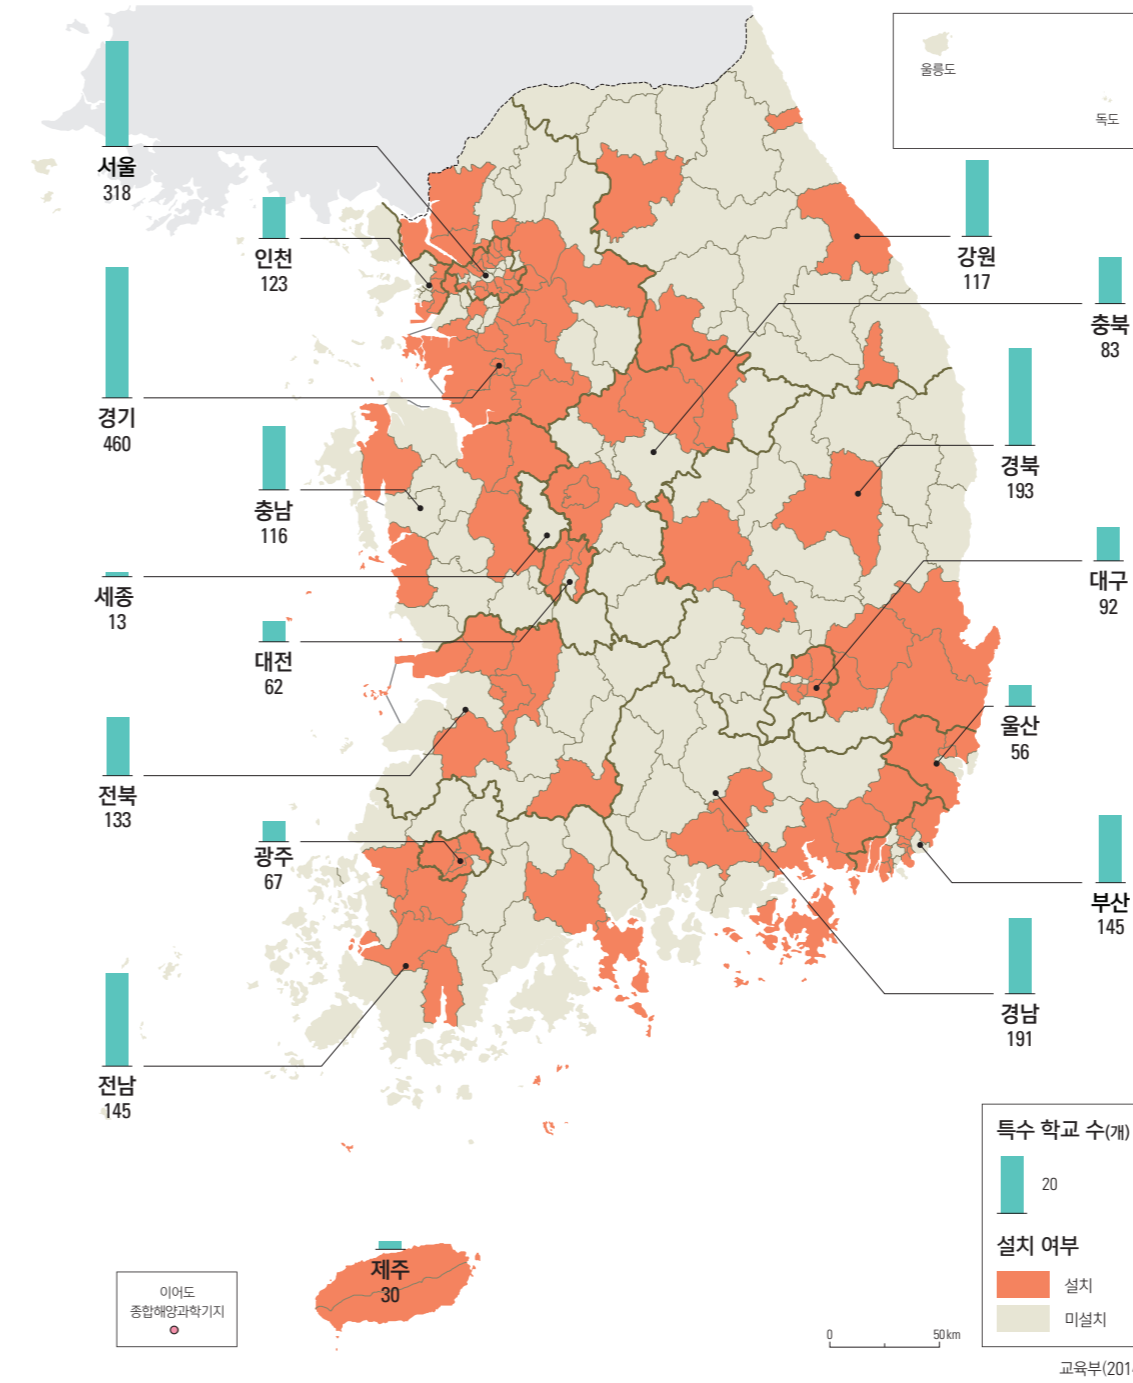 울릉도
독도
서울
318
인천
123
강원
117
충북
83
경기
460
경북
193
충남
116
대구
92
세종
13
대전
62
울산
56
전북
133
광주
67
부산
145
경남
191
전남
145
특수 학교 수(개)
20
설치 여부
설치
미설치
제주
30
이어도
종합해양과학기지
0 50km
교육부(201